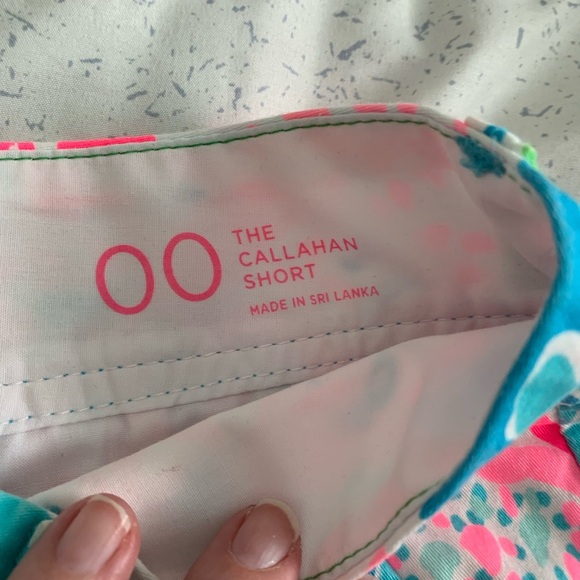 00
THE
CALLAHAN
SHORT
MADE IN SRI LANKA